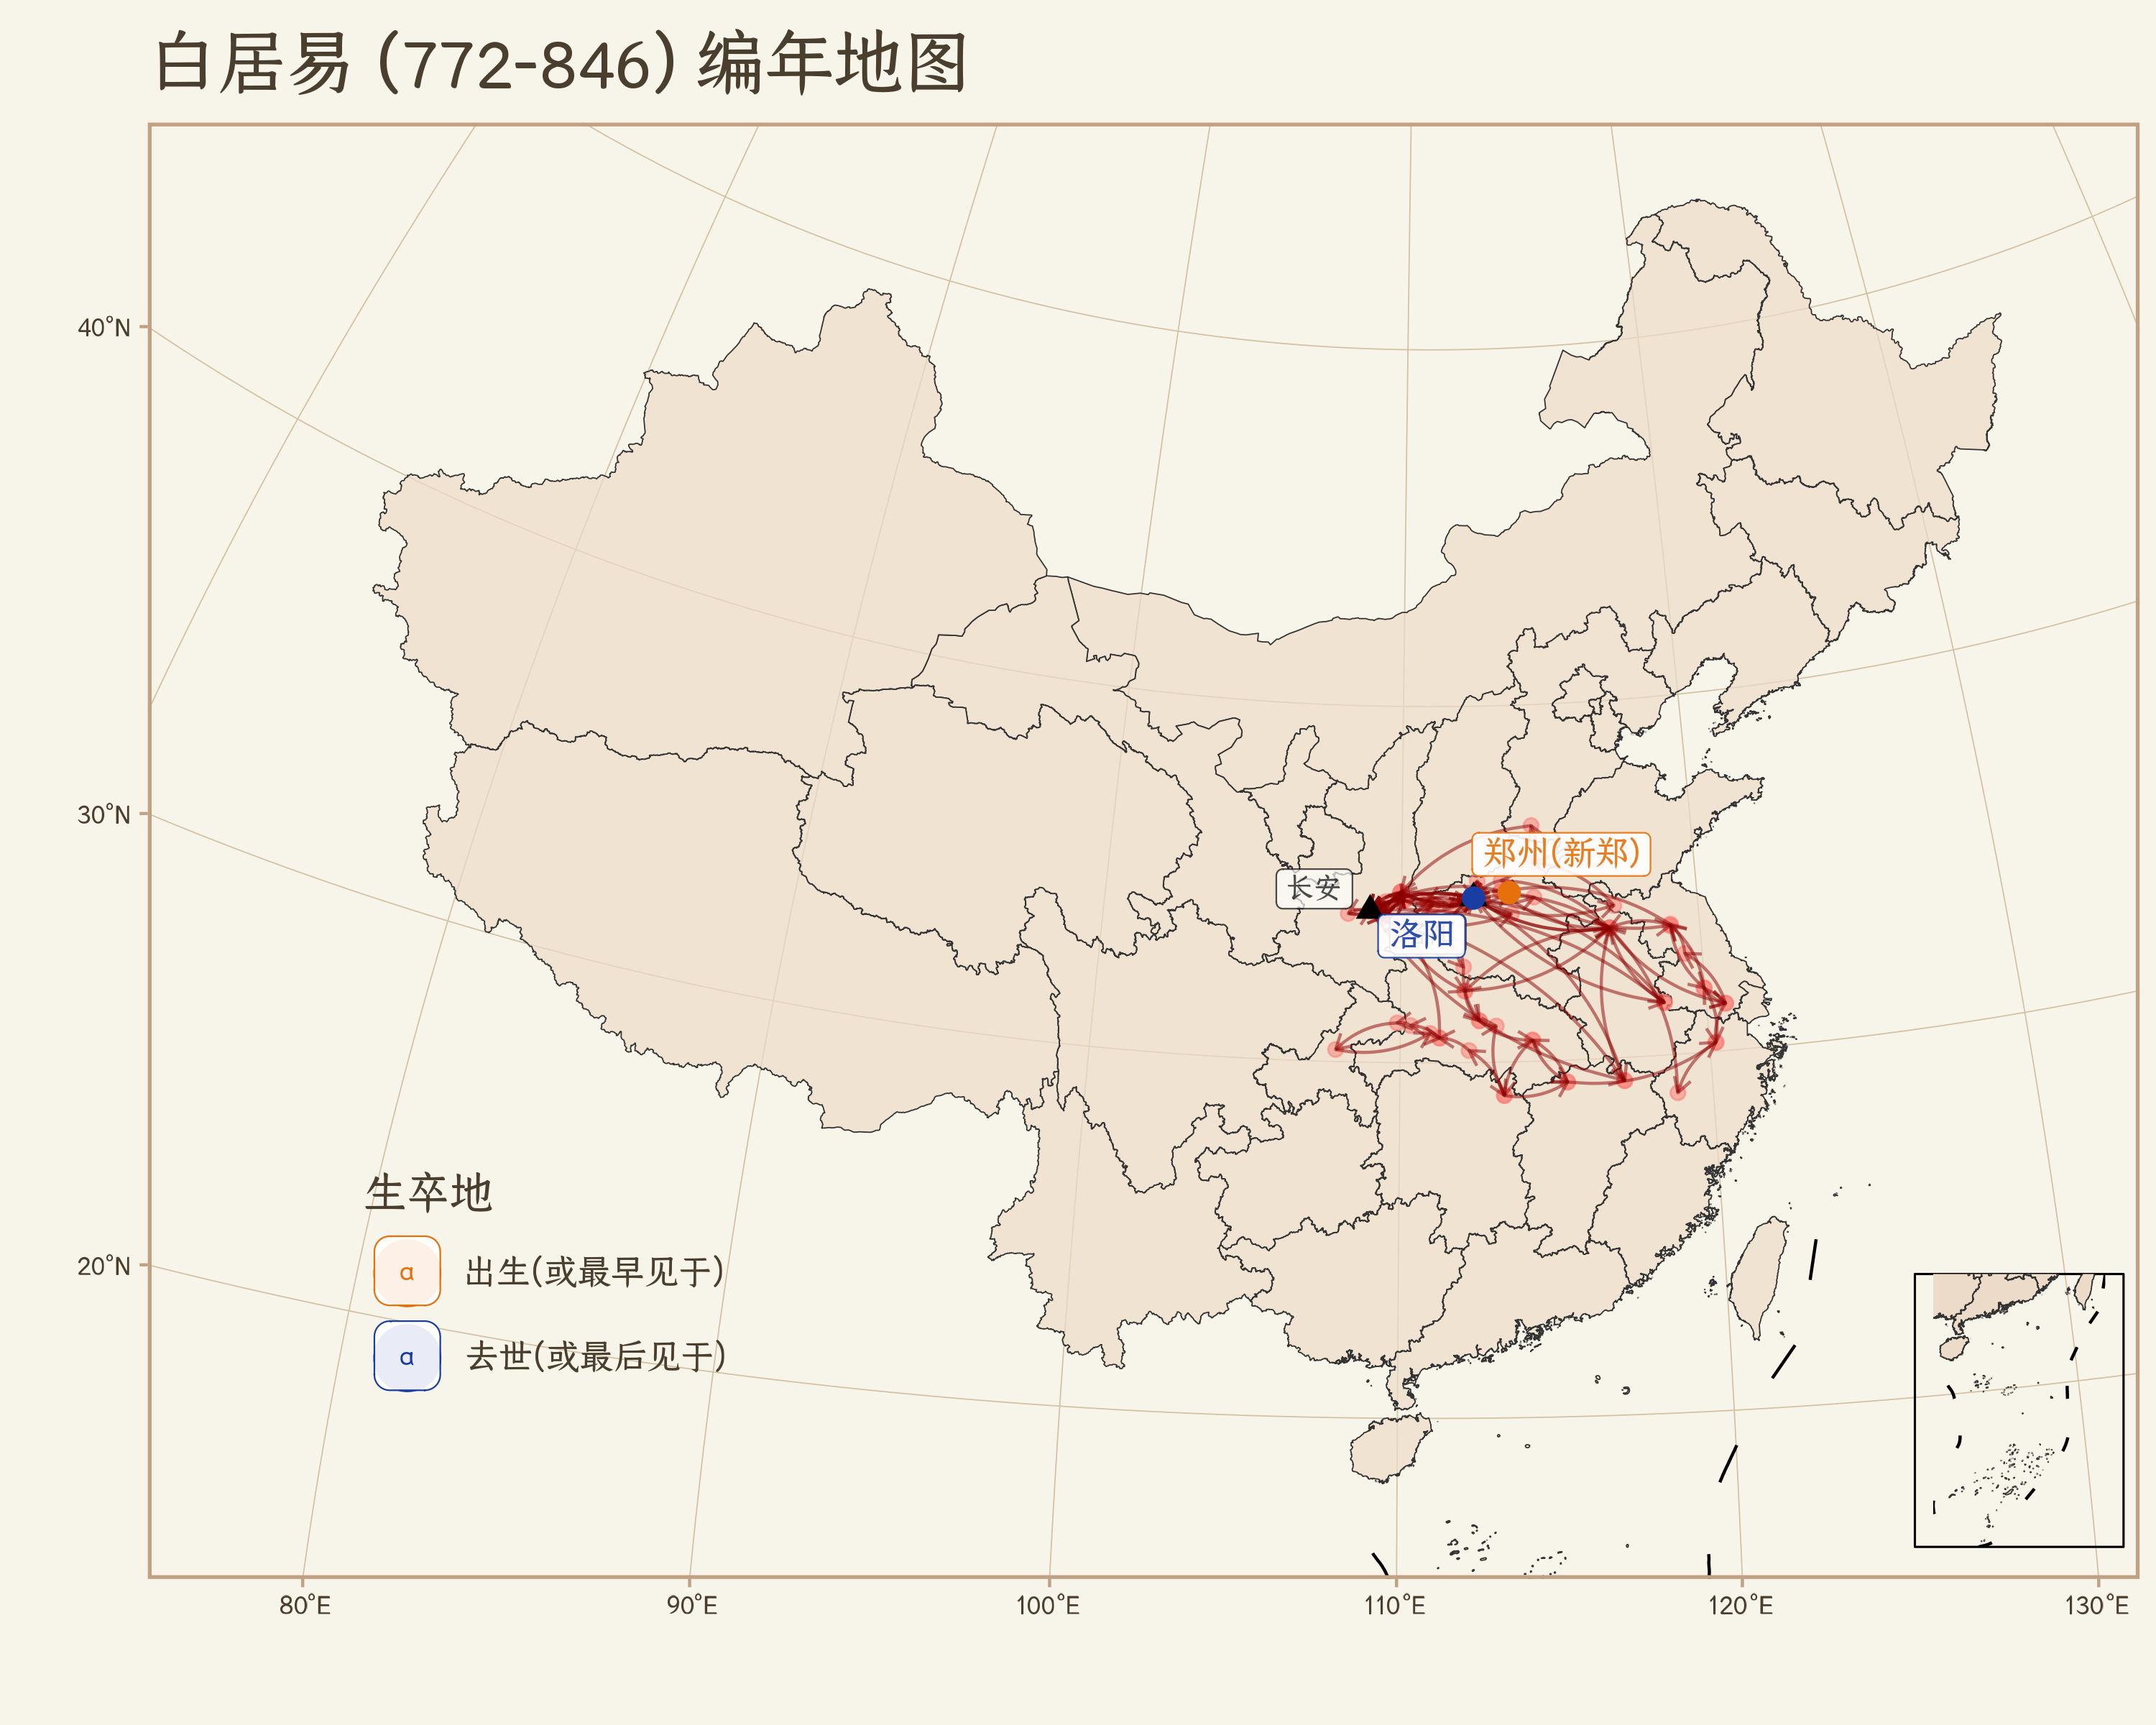 白居易 (772-846) 编年地图
40°N
30°N
20°N
郑州(新郑)
长安
洛阳
生卒地
a 出生(或最早见于)
a 去世(或最后见于)
80°E 90°E 100°E 110°E 120°E 130°E